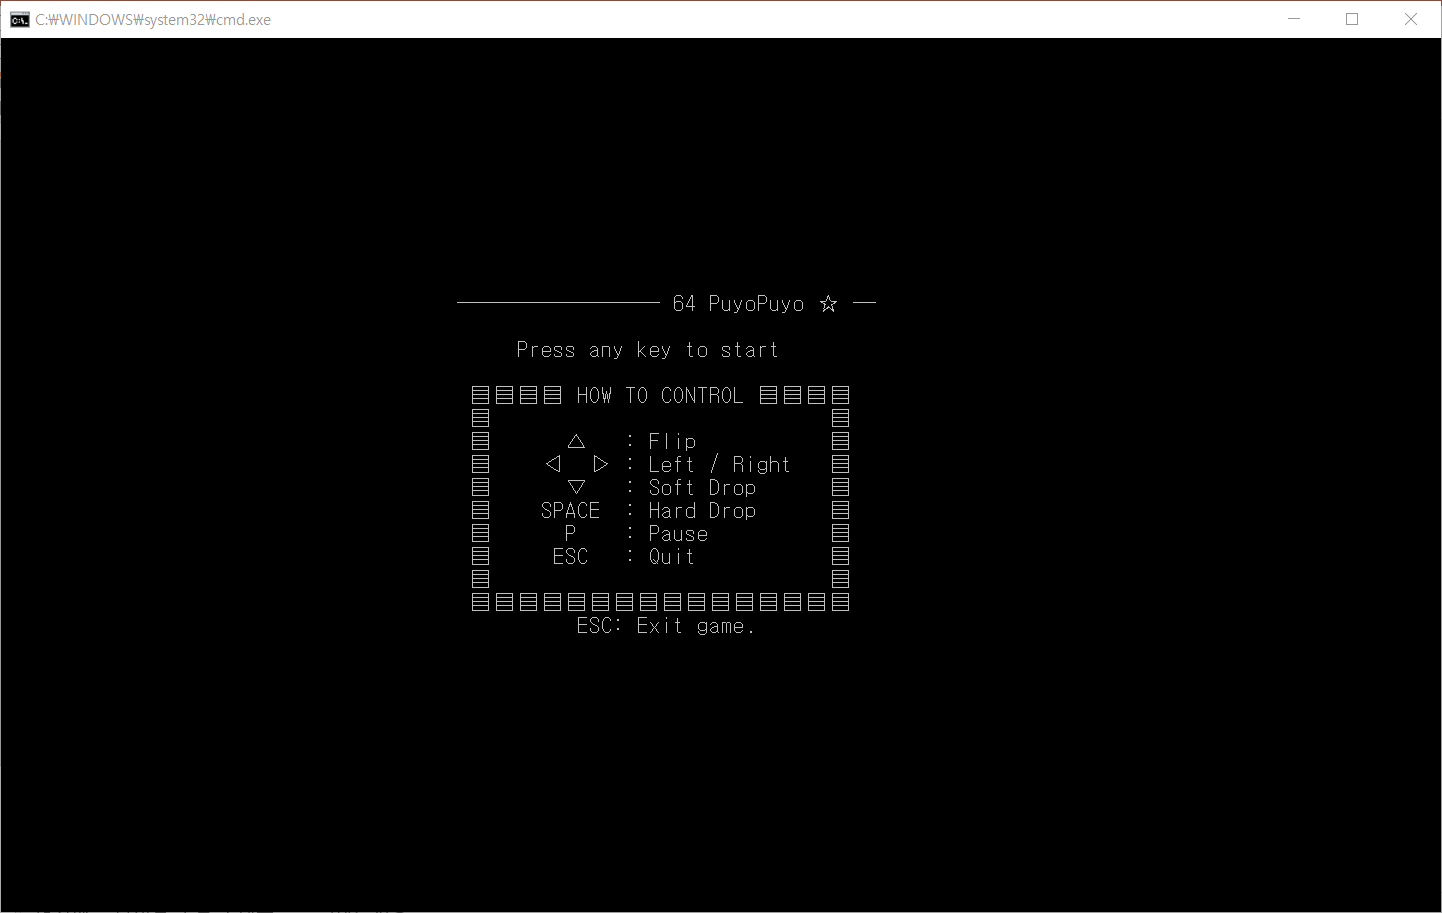 C:₩WINDOWS₩system32₩cmd.exe
64 PuyoPuyo ☆
Press any key to start
HOW TO CONTROL
△ : Flip
◁ ▷ : Left / Right
▽ : Soft Drop
SPACE : Hard Drop
P : Pause
ESC : Quit
ESC: Exit game.